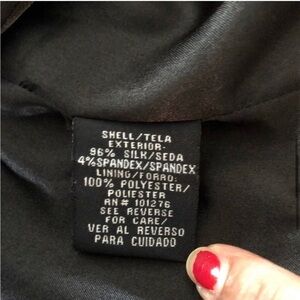 SHELL/TELA
EXTERIOR-
96% SILK/SEDA
4%SPANDEX/SPANDEX
LINING/FORRO:
100% POLYESTER/
POLIESTER
RN# 101276
SEE REVERSE
FOR CARE/
VER AL REVERSO
PARA CUIDADO